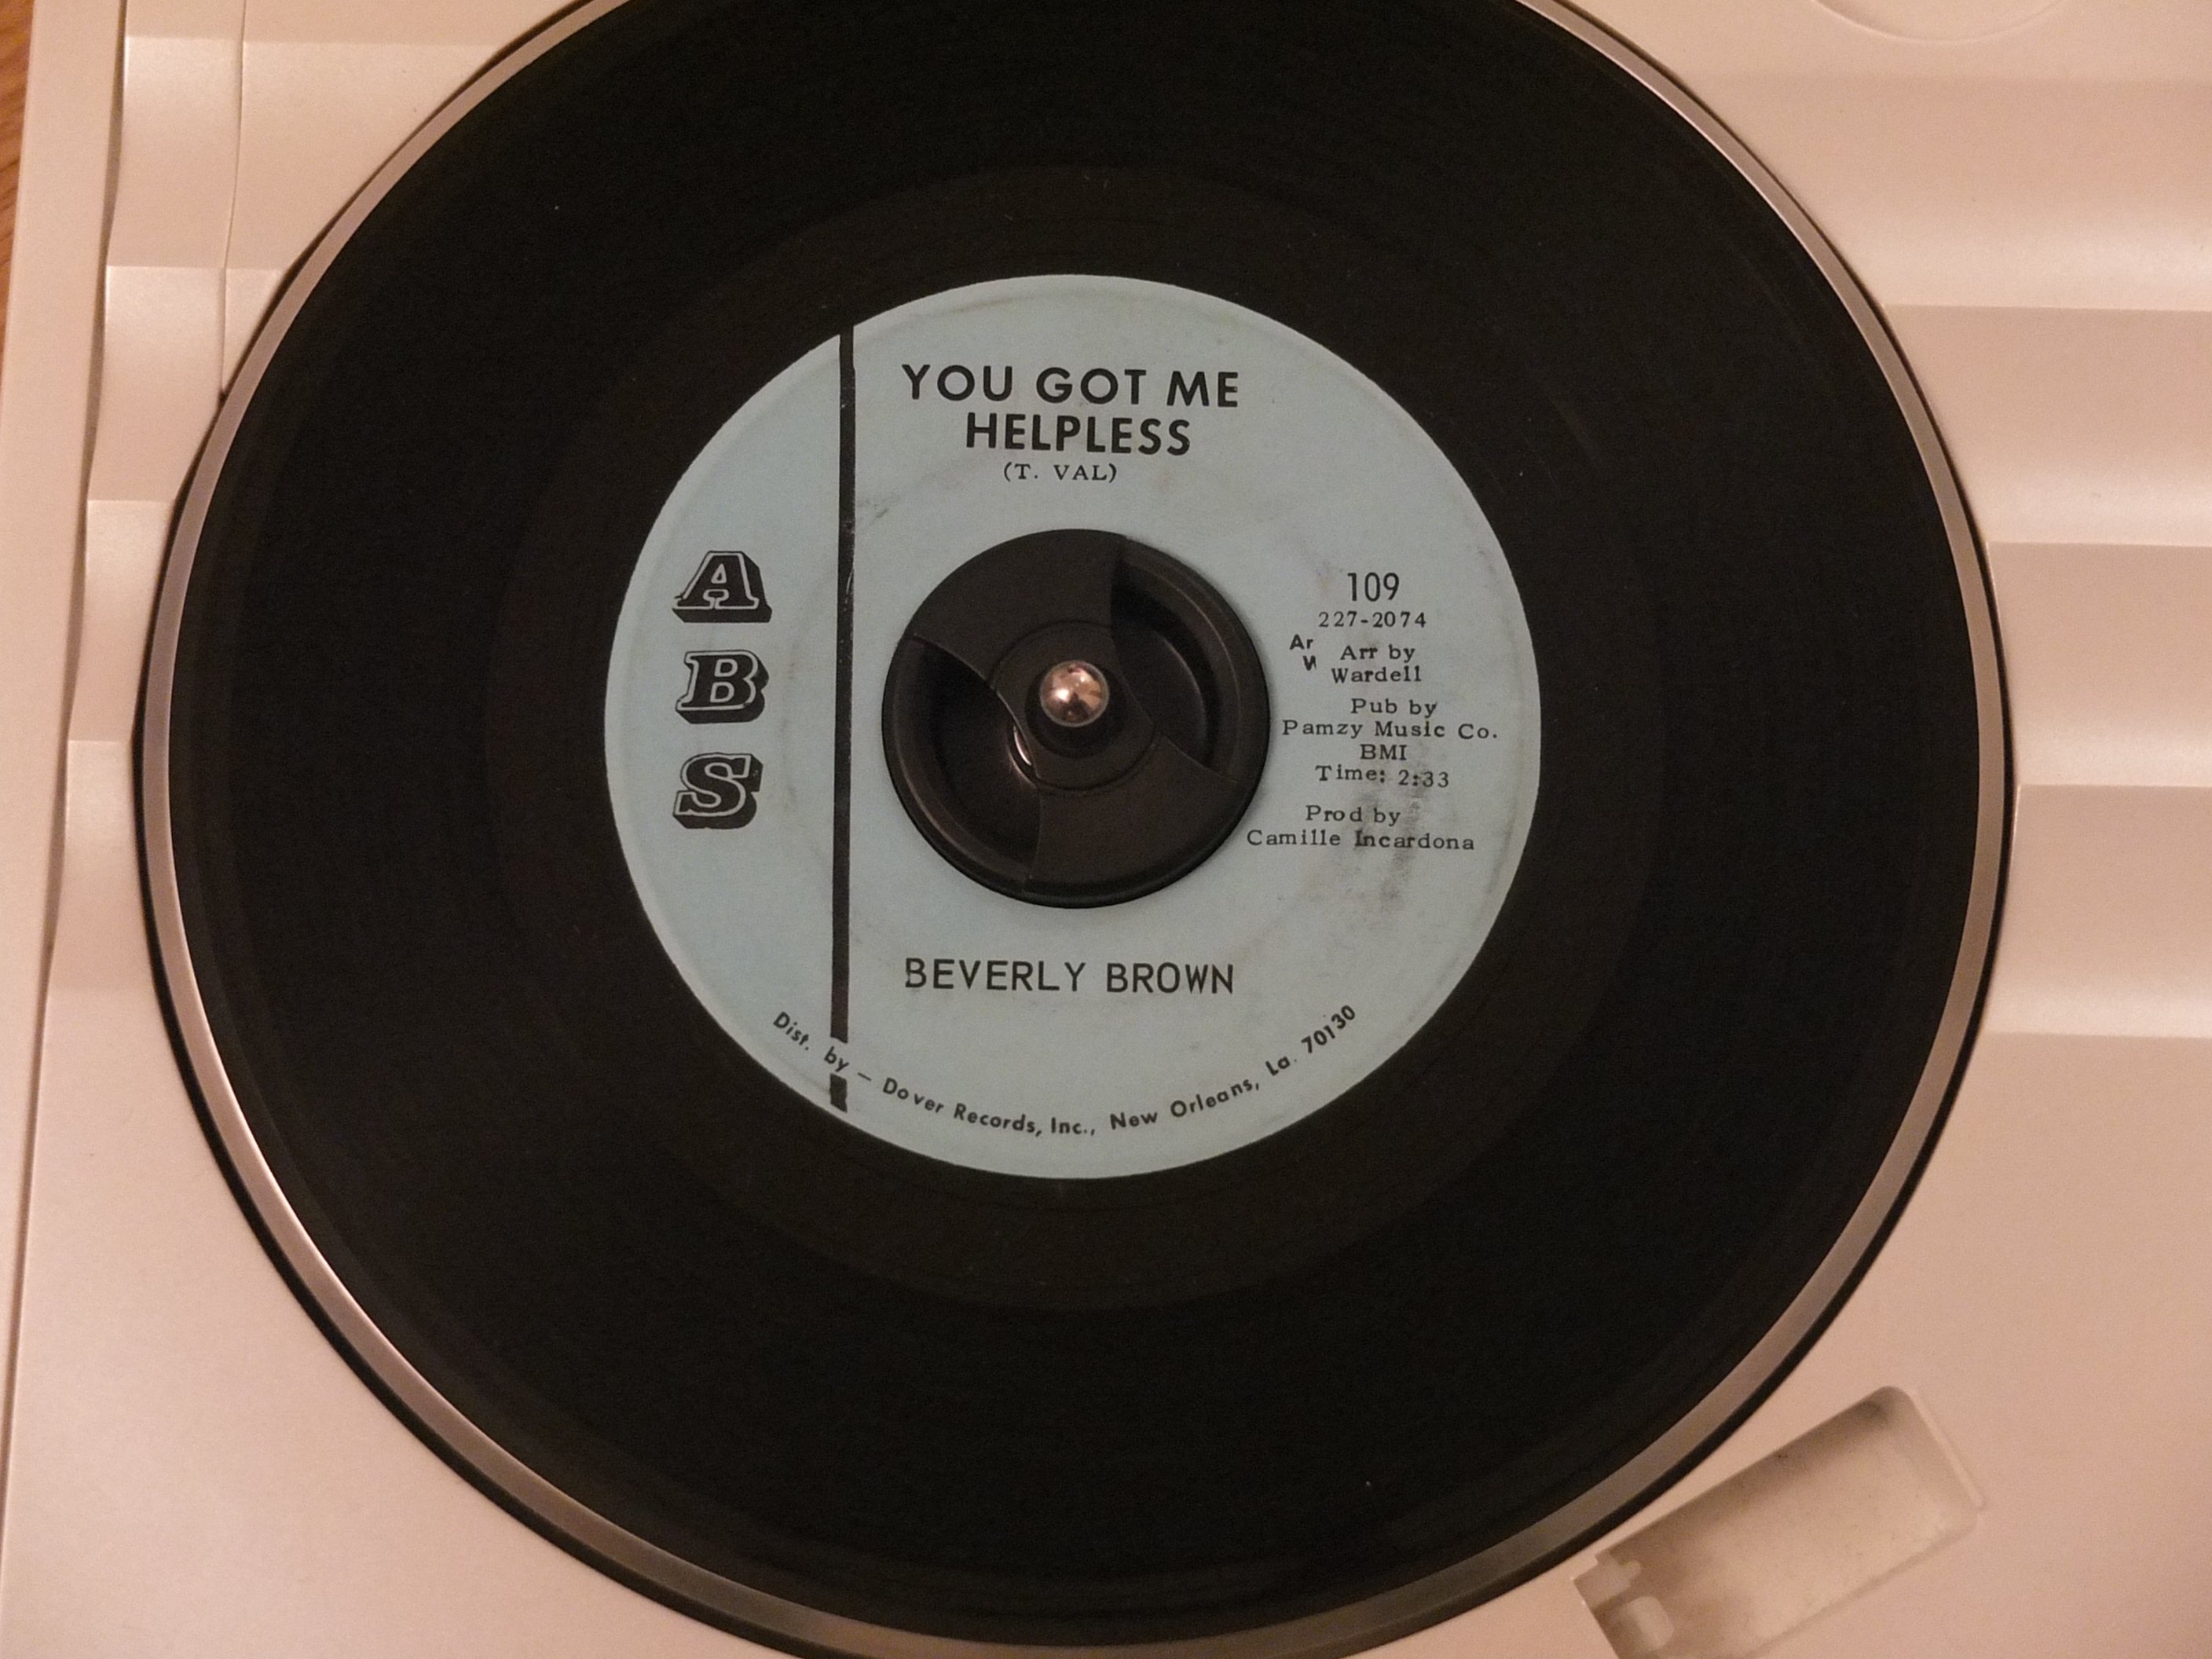 YOU GOT ME
HELPLESS
(T. VAL)
A
B
S
109
227-2074
Ar
W
Arr by
Wardell
Pub by
Pamzy Music Co.
BMI
Time: 2:33
Prod by
Camille Incardona
BEVERLY BROWN
Dist. by — Dover Records, Inc., New Orleans, La. 70130